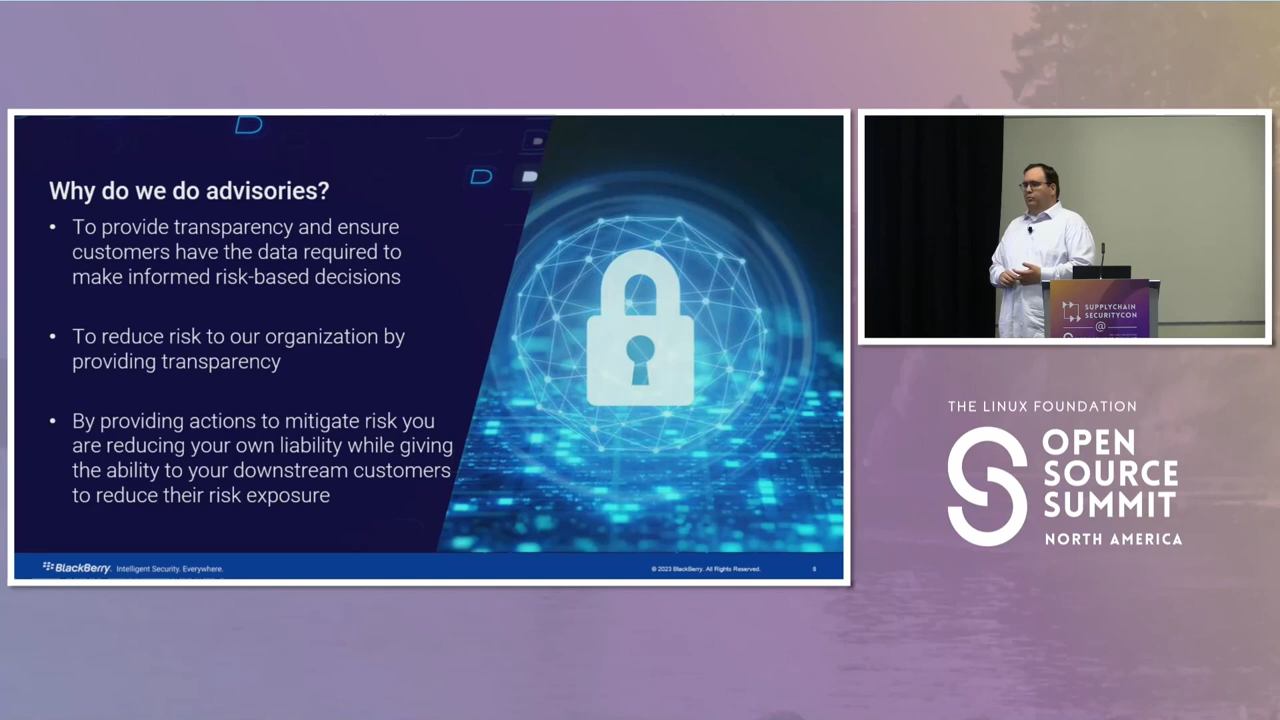 Why do we do advisories?
• To provide transparency and ensure
customers have the data required to
make informed risk-based decisions
• To reduce risk to our organization by
providing transparency
• By providing actions to mitigate risk you
are reducing your own liability while giving
the ability to your downstream customers
to reduce their risk exposure
BlackBerry. Intelligent Security. Everywhere.
© 2023 BlackBerry. All Rights Reserved.
SUPPLYCHAIN
SECURITYCON
@
THE LINUX FOUNDATION
OPEN
SOURCE
SUMMIT
NORTH AMERICA